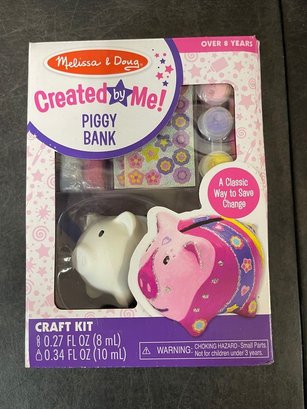 OVER 8 YEARS
Melissa & Doug
Created by Me!
PIGGY
BANK
A Classic
Way to Save
Change
CRAFT KIT
0.27 FL OZ (8 mL)
0.34 FL OZ (10 mL)
WARNING: CHOKING HAZARD- Small Parts
Not for children under 3 years.